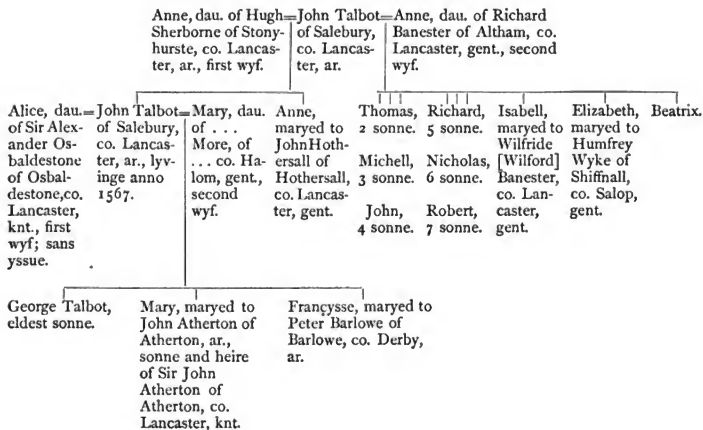 Anne, dau. of Hugh=John Talbot=Anne, dau. of Richard
Sherborne of Stony-
hurste, co. Lancas-
ter, ar., first wyf.
of Salebury,
co. Lancas-
ter, ar.
Banester of Altham, co.
Lancaster, gent., second
wyf.
Alice, dau.=John Talbot=Mary, dau.
of Sir Alex-
ander Os-
baldestone
of Osbal-
destone,co.
Lancaster,
knt., first
wyf; sans
yssue.
of Salebury,
co. Lancas-
ter, ar., lyv-
inge anno
1567.
of . . .
More, of
. . . co. Ha-
lom, gent.,
second
wyf.
Anne,
maryed to
John Hoth-
ersall of
Hothersall,
co. Lancas-
ter, gent.
Thomas,
2 sonne.
Michell,
3 sonne.
John,
4 sonne.
Richard,
5 sonne.
Nicholas,
6 sonne.
Robert,
7 sonne.
Isabell,
maryed to
Wilfride
[Wilford]
Banester,
co. Lan-
caster,
gent.
Elizabeth,
maryed to
Humfrey
Wyke of
Shiffnall,
co. Salop,
gent.
Beatrix.
George Talbot,
eldest sonne.
Mary, maryed to
John Atherton of
Atherton, ar.,
sonne and heire
of Sir John
Atherton of
Atherton, co.
Lancaster, knt.
Françysse, maryed to
Peter Barlowe of
Barlowe, co. Derby,
ar.